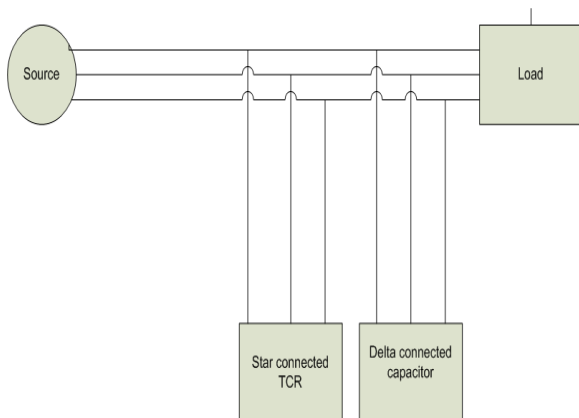 Source
Load
Star connected
TCR
Delta connected
capacitor